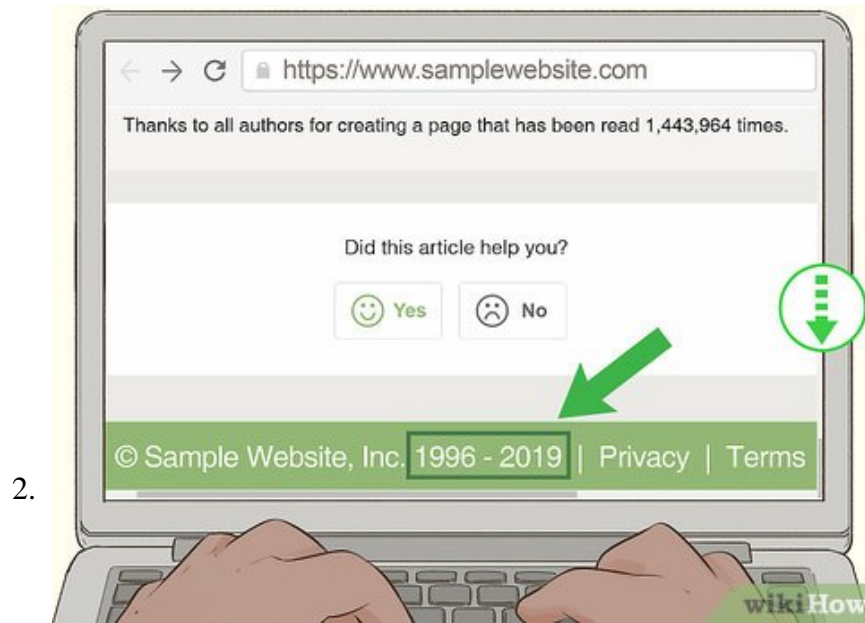 https://www.samplewebsite.com
Thanks to all authors for creating a page that has been read 1,443,964 times.
Did this article help you?
Yes No
© Sample Website, Inc. 1996 - 2019 | Privacy | Terms
2.
wikiHow